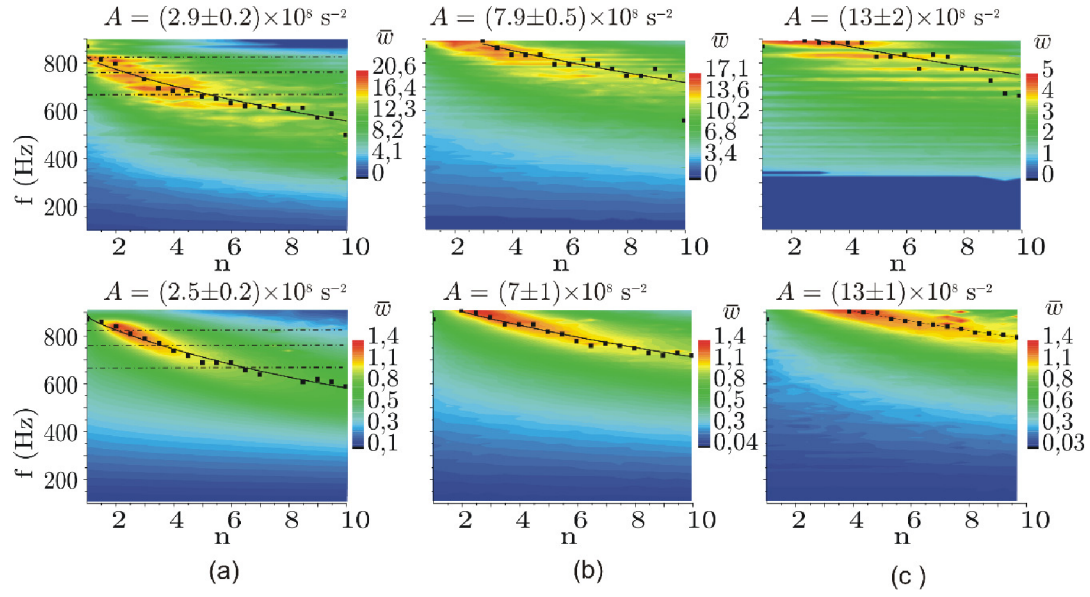 A = (2.9±0.2)×10⁸ s⁻² A = (7.9±0.5)×10⁸ s⁻² A = (13±2)×10⁸ s⁻²
f (Hz) 800 600 400 200
2 4 6 8 10
n
w̅ 20,6 16,4 12,3 8,2 4,1 0
2 4 6 8 10
n
w̅ 17,1 13,6 10,2 6,8 3,4 0
2 4 6 8 10
n
w̅ 5 4 3 2 1 0
A = (2.5±0.2)×10⁸ s⁻² A = (7±1)×10⁸ s⁻² A = (13±1)×10⁸ s⁻²
f (Hz) 800 600 400 200
2 4 6 8 10
n
w̅ 1,4 1,1 0,8 0,5 0,3 0,1
2 4 6 8 10
n
w̅ 1,4 1,1 0,8 0,5 0,3 0,04
2 4 6 8 10
n
w̅ 1,4 1,1 0,8 0,6 0,3 0,03
(a) (b) (c )